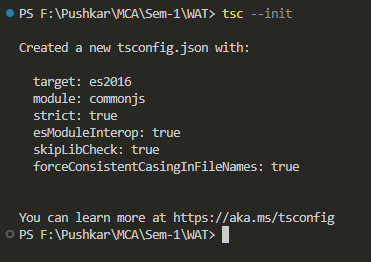 PS F:\Pushkar\MCA\Sem-1\WAT> tsc --init
Created a new tsconfig.json with:
target: es2016
module: commonjs
strict: true
esModuleInterop: true
skipLibCheck: true
forceConsistentCasingInFileNames: true
You can learn more at https://aka.ms/tsconfig
PS F:\Pushkar\MCA\Sem-1\WAT>